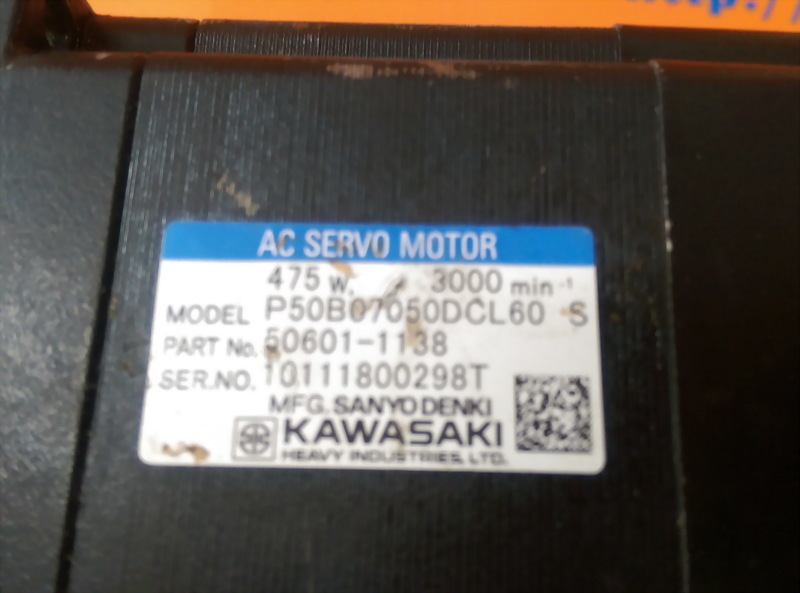 AC SERVO MOTOR
475 W. 3000 min⁻¹
MODEL P50B07050DCL60 S
PART No. 50601-1138
SER.NO. 10111800298T
MFG. SANYO DENKI
KAWASAKI
HEAVY INDUSTRIES, LTD.